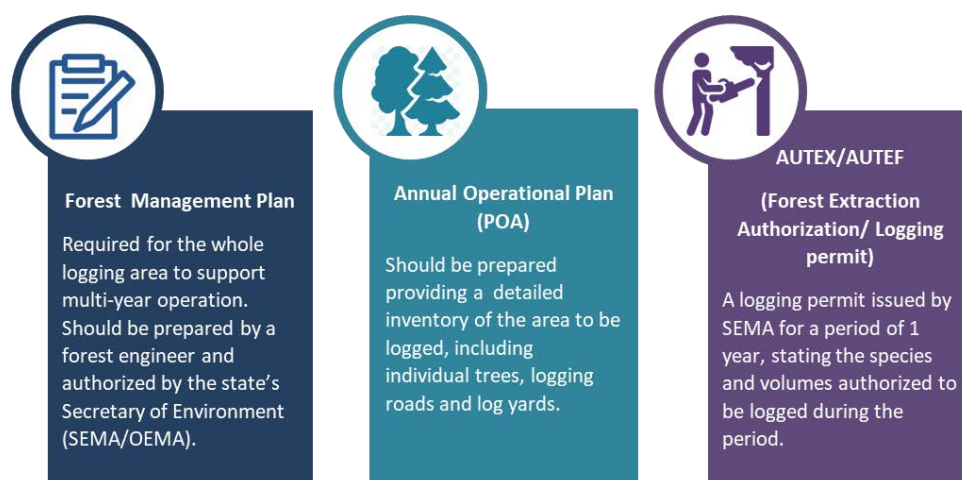 Forest Management Plan
Required for the whole
logging area to support
multi-year operation.
Should be prepared by a
forest engineer and
authorized by the state's
Secretary of Environment
(SEMA/OEMA).
Annual Operational Plan
(POA)
Should be prepared
providing a detailed
inventory of the area to be
logged, including
individual trees, logging
roads and log yards.
AUTEX/AUTEF
(Forest Extraction
Authorization/ Logging
permit)
A logging permit issued by
SEMA for a period of 1
year, stating the species
and volumes authorized to
be logged during the
period.